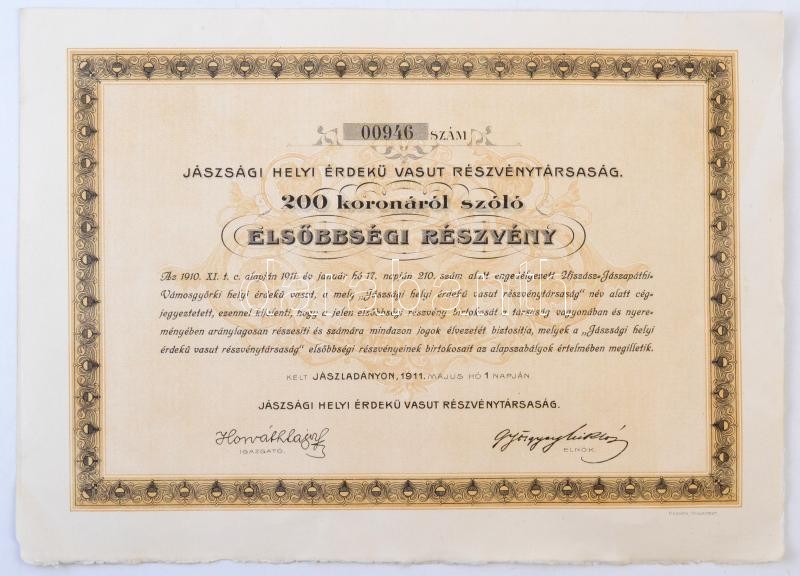 00946 SZÁM
JÁSZSÁGI HELYI ÉRDEKŰ VASUT RÉSZVÉNYTÁRSASÁG.
200 koronáról szóló
ELSŐBBSÉGI RÉSZVÉNY
Az 1910. XI. t. c. alapján 1911. év január hó 17. napján 210. szám alatt engedélyezett Ujszász-Jászapáthi-
Vámosgyörki helyi érdekű vasut, a mely „Jászsági helyi érdekű vasut részvénytársaság" név alatt cég-
jegyeztetett, ezennel kijelenti, hogy a jelen elsőbbségi részvény birtokosát a társaság vagyonában és nyere-
ményében aránylagosan részesíti és számára mindazon jogok élvezetét biztosítja, melyek a „Jászsági helyi
érdekű vasut részvénytársaság" elsőbbségi részvényeinek birtokosait az alapszabályok értelmében megilletik.
KELT JÁSZLADÁNYON, 1911. MÁJUS HÓ 1 NAPJÁN.
JÁSZSÁGI HELYI ÉRDEKŰ VASUT RÉSZVÉNYTÁRSASÁG.
IGAZGATÓ.
ELNÖK.